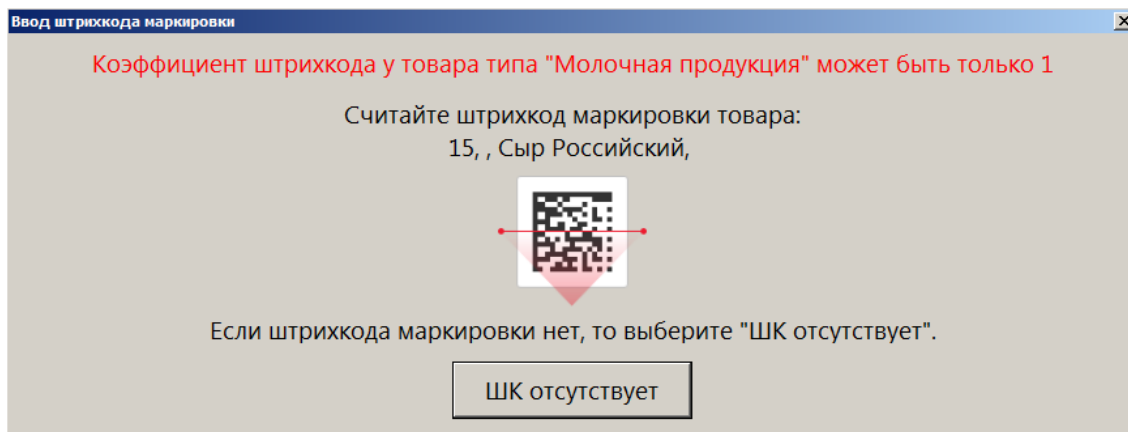 Ввод штрихкода маркировки
Коэффициент штрихкода у товара типа "Молочная продукция" может быть только 1
Считайте штрихкод маркировки товара:
15, , Сыр Российский,
Если штрихкода маркировки нет, то выберите "ШК отсутствует".
ШК отсутствует